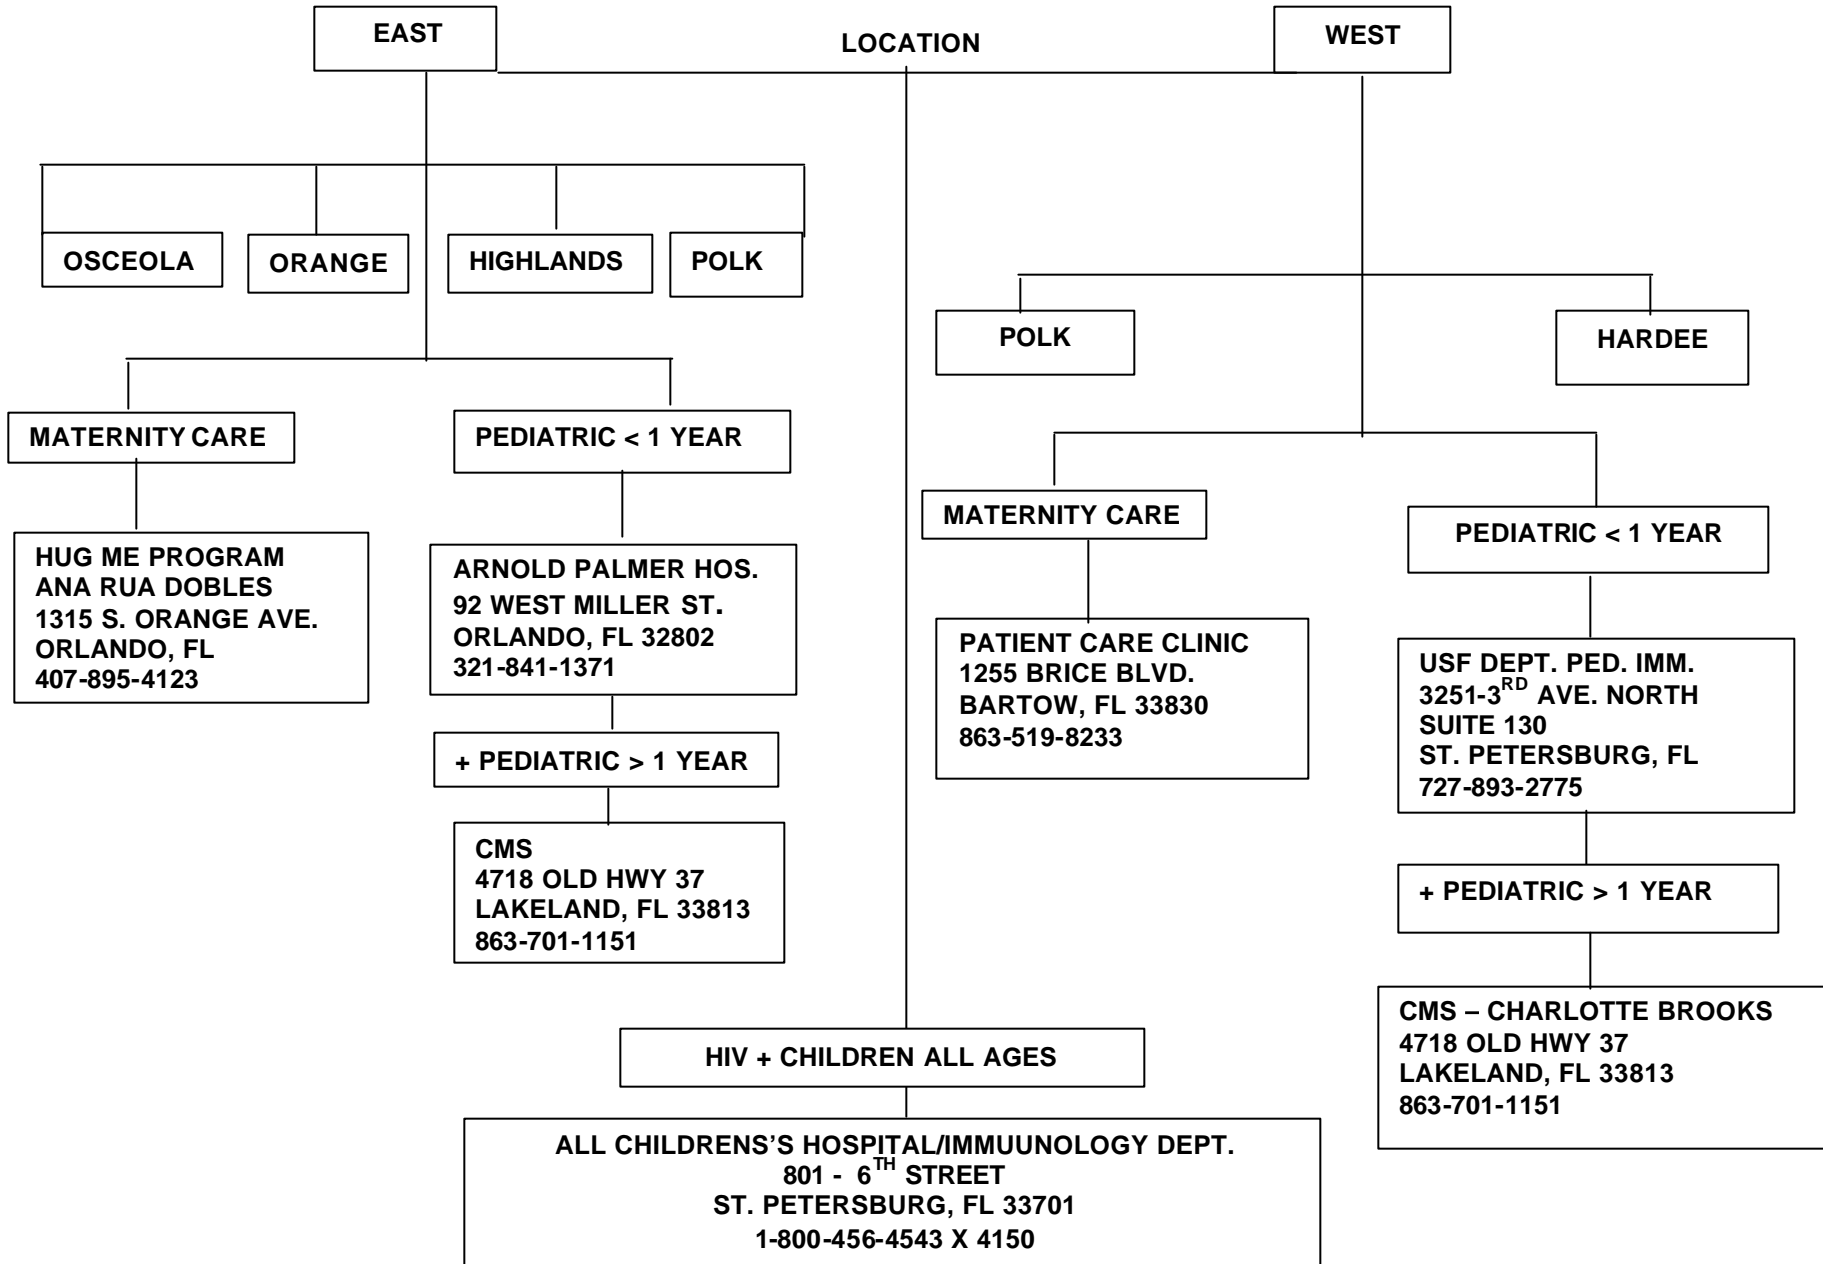 EAST
LOCATION
WEST
OSCEOLA
ORANGE
HIGHLANDS
POLK
POLK
HARDEE
MATERNITY CARE
PEDIATRIC < 1 YEAR
HUG ME PROGRAM
ANA RUA DOBLES
1315 S. ORANGE AVE.
ORLANDO, FL
407-895-4123
ARNOLD PALMER HOS.
92 WEST MILLER ST.
ORLANDO, FL 32802
321-841-1371
+ PEDIATRIC > 1 YEAR
CMS
4718 OLD HWY 37
LAKELAND, FL 33813
863-701-1151
MATERNITY CARE
PEDIATRIC < 1 YEAR
PATIENT CARE CLINIC
1255 BRICE BLVD.
BARTOW, FL 33830
863-519-8233
USF DEPT. PED. IMM.
3251-3RD AVE. NORTH
SUITE 130
ST. PETERSBURG, FL
727-893-2775
+ PEDIATRIC > 1 YEAR
CMS – CHARLOTTE BROOKS
4718 OLD HWY 37
LAKELAND, FL 33813
863-701-1151
HIV + CHILDREN ALL AGES
ALL CHILDRENS'S HOSPITAL/IMMUUNOLOGY DEPT.
801 - 6TH STREET
ST. PETERSBURG, FL 33701
1-800-456-4543 X 4150